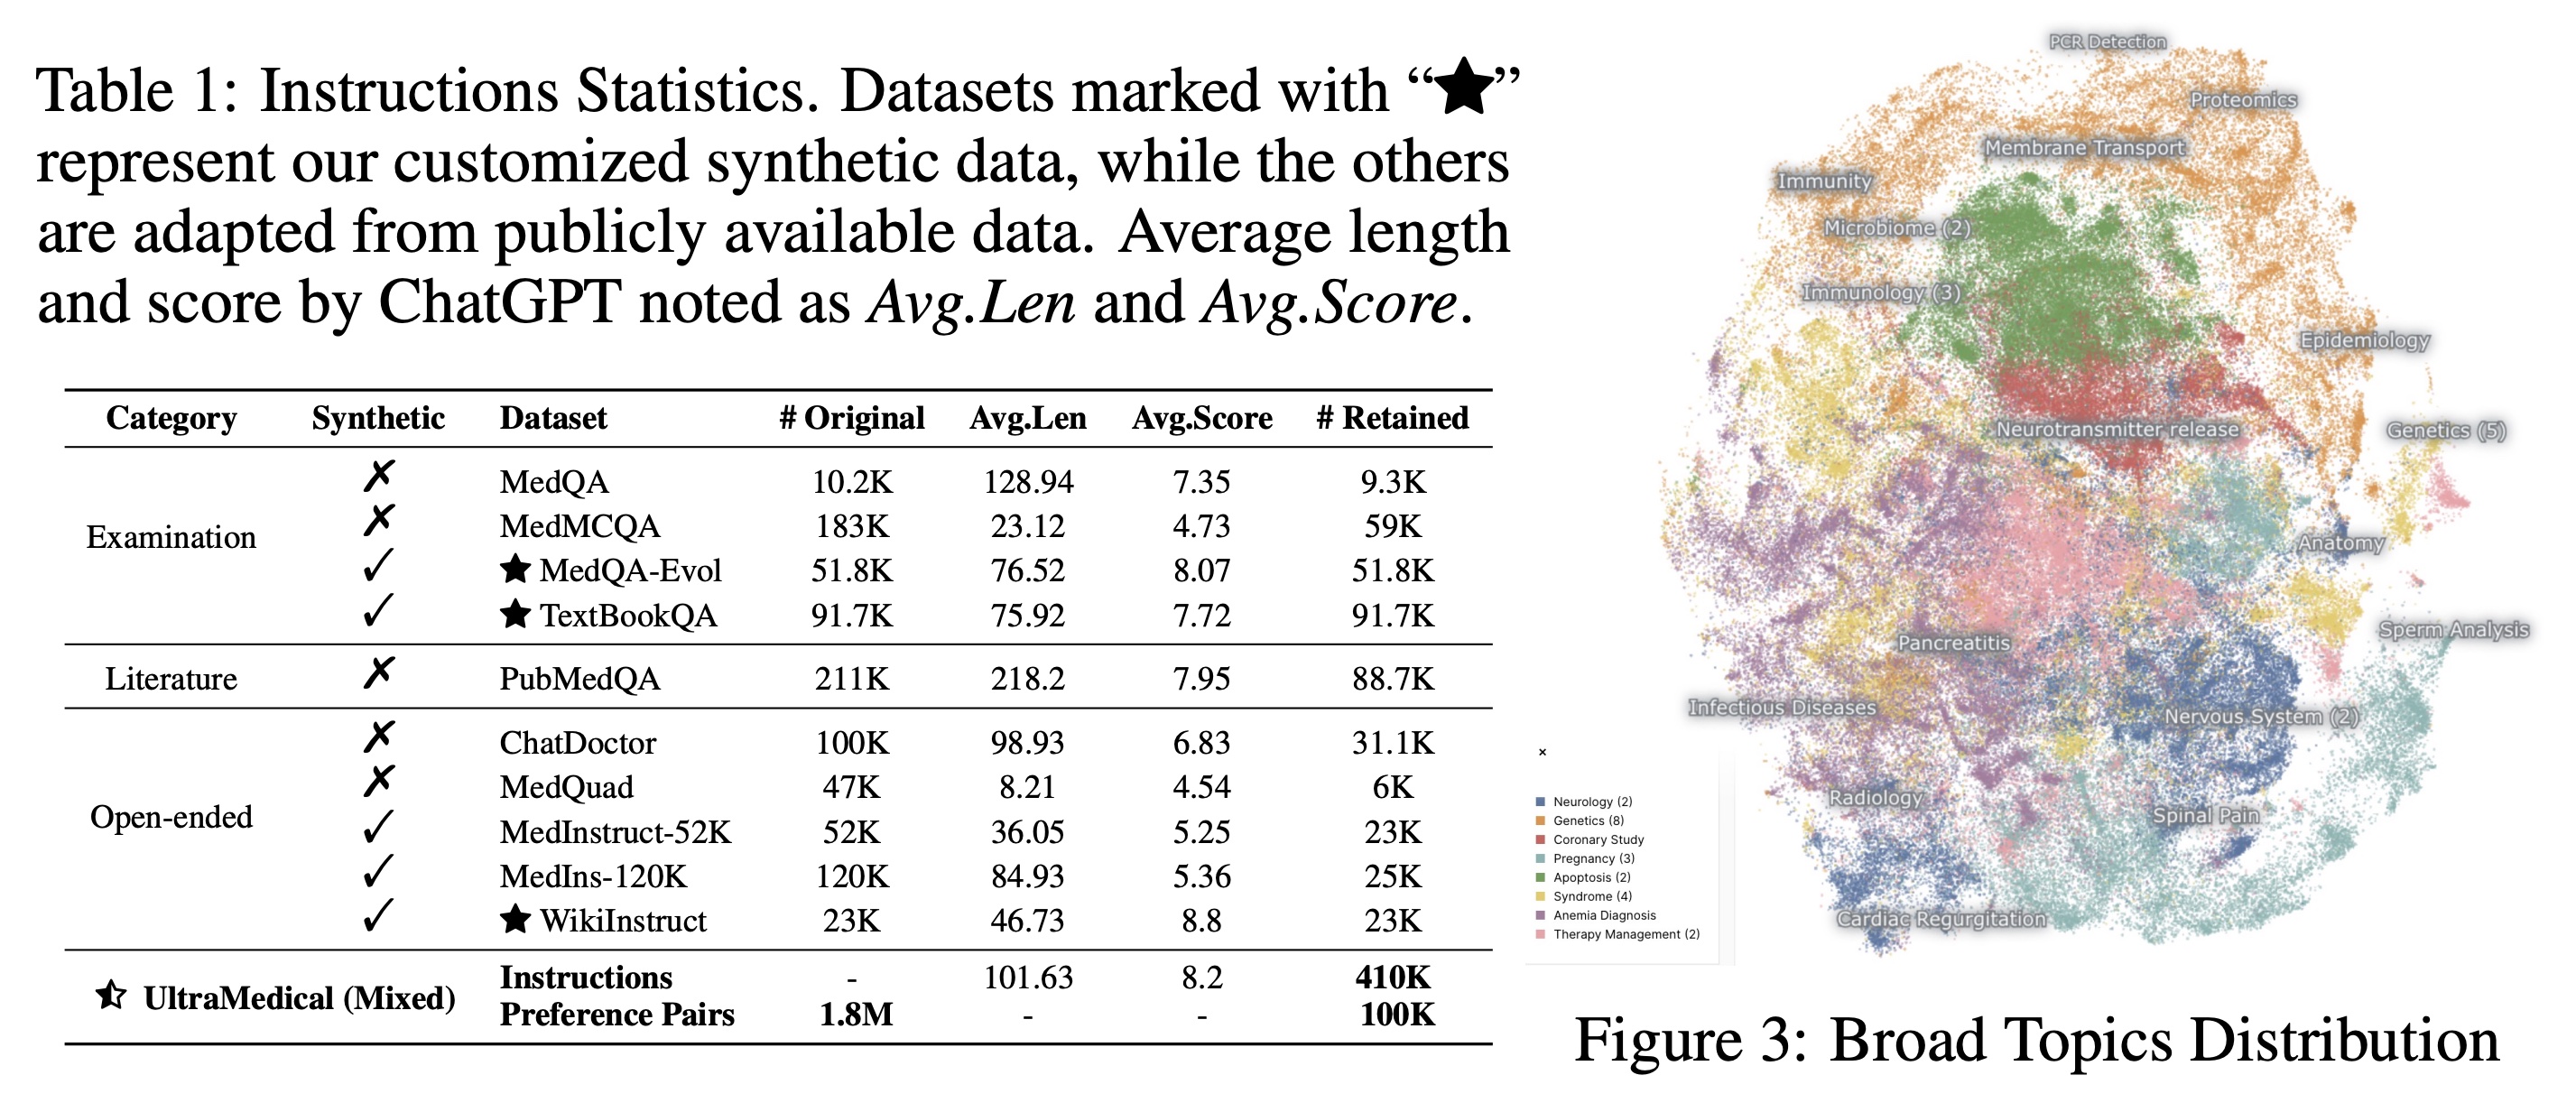 Table 1: Instructions Statistics. Datasets marked with “★”
represent our customized synthetic data, while the others
are adapted from publicly available data. Average length
and score by ChatGPT noted as Avg.Len and Avg.Score.
Category Synthetic Dataset # Original Avg.Len Avg.Score # Retained
Examination
✗ MedQA 10.2K 128.94 7.35 9.3K
✗ MedMCQA 183K 23.12 4.73 59K
✓ ★ MedQA-Evol 51.8K 76.52 8.07 51.8K
✓ ★ TextBookQA 91.7K 75.92 7.72 91.7K
Literature ✗ PubMedQA 211K 218.2 7.95 88.7K
Open-ended
✗ ChatDoctor 100K 98.93 6.83 31.1K
✗ MedQuad 47K 8.21 4.54 6K
✓ MedInstruct-52K 52K 36.05 5.25 23K
✓ MedIns-120K 120K 84.93 5.36 25K
✓ ★ WikiInstruct 23K 46.73 8.8 23K
⯪ UltraMedical (Mixed)
Instructions - 101.63 8.2 410K
Preference Pairs 1.8M - - 100K
PCR Detection
Proteomics
Membrane Transport
Immunity
Microbiome (2)
Immunology (3)
Epidemiology
Neurotransmitter release
Genetics (5)
Anatomy
Sperm Analysis
Pancreatitis
Infectious Diseases
Nervous System (2)
Radiology
Spinal Pain
Cardiac Regurgitation
×
Neurology (2)
Genetics (8)
Coronary Study
Pregnancy (3)
Apoptosis (2)
Syndrome (4)
Anemia Diagnosis
Therapy Management (2)
Figure 3: Broad Topics Distribution